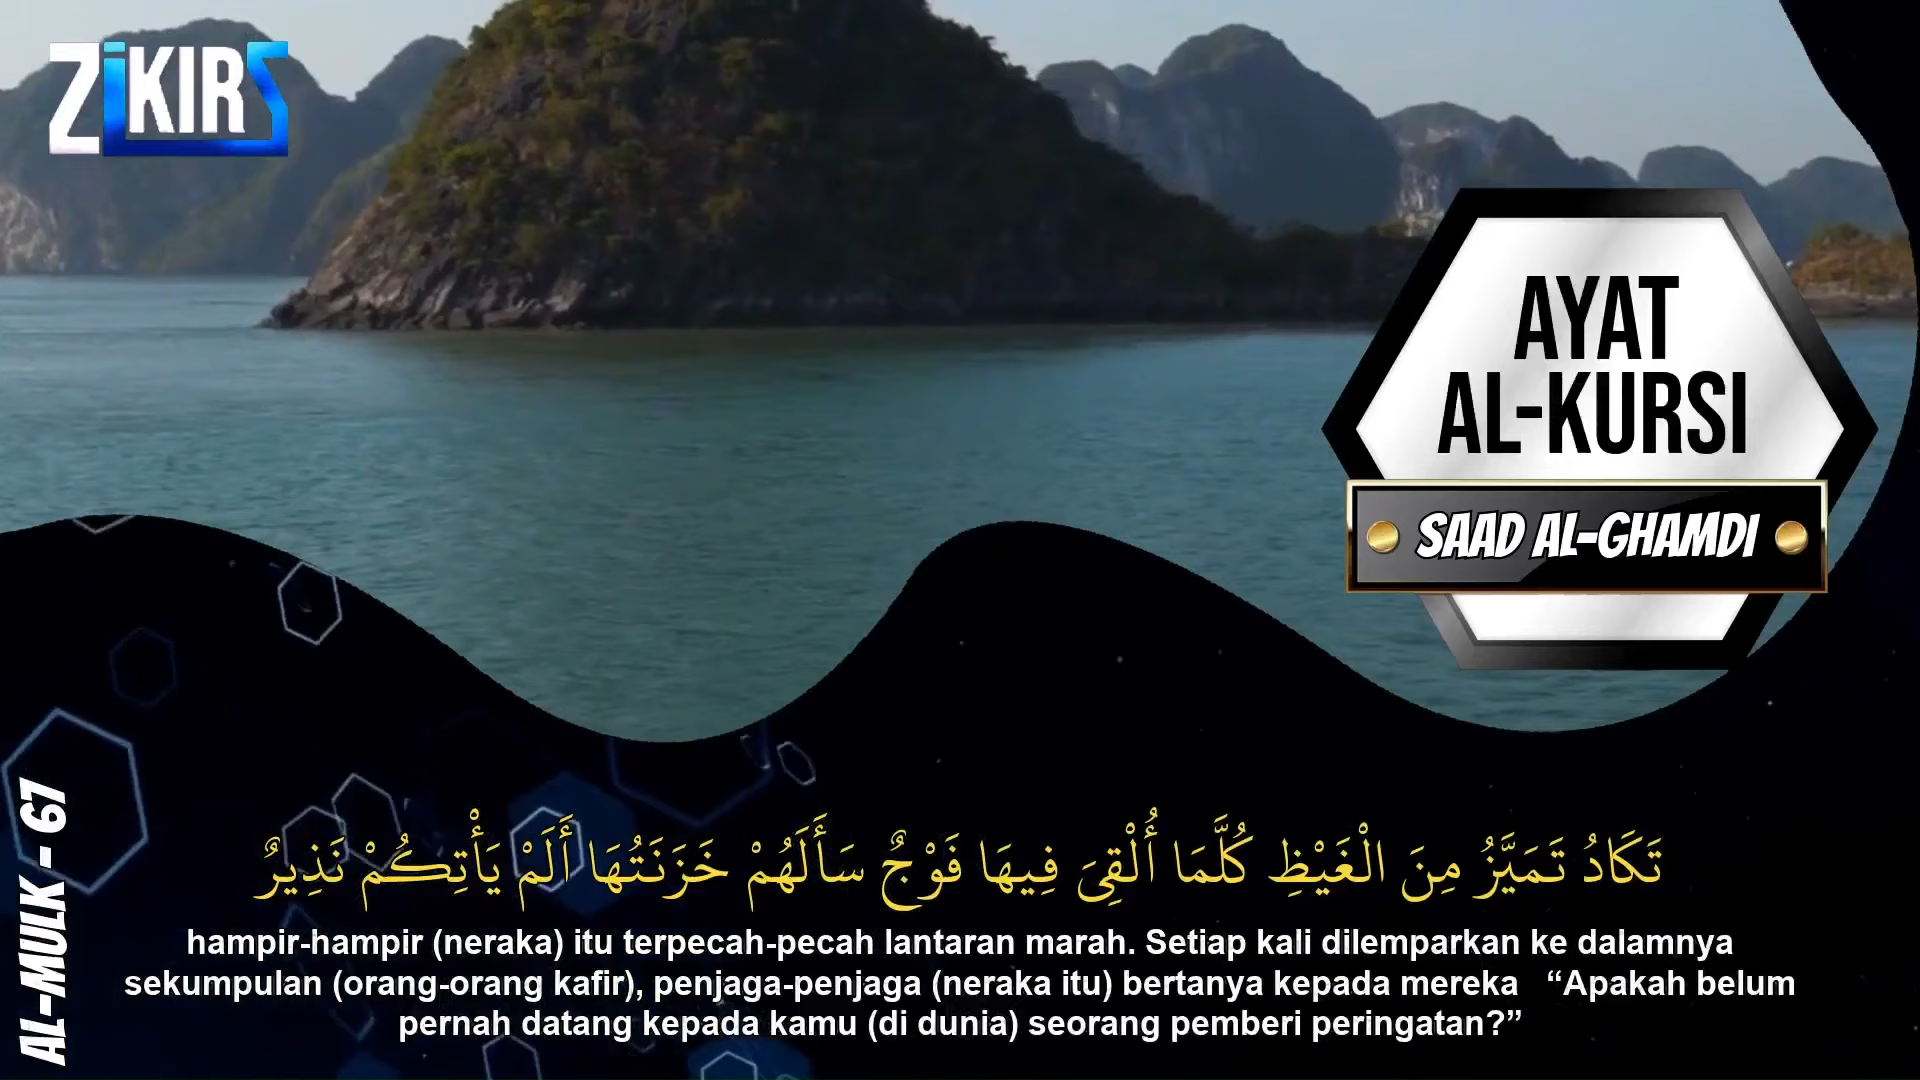 ZiKIRS
AYAT
AL-KURSI
SAAD AL-GHAMDI
AL-MULK - 67
تَكَادُ تَمَيَّزُ مِنَ الْغَيْظِ كُلَّمَا أُلْقِىَ فِيهَا فَوْجٌ سَأَلَهُمْ خَزَنَتُهَا أَلَمْ يَأْتِكُمْ نَذِيرٌ
hampir-hampir (neraka) itu terpecah-pecah lantaran marah. Setiap kali dilemparkan ke dalamnya
sekumpulan (orang-orang kafir), penjaga-penjaga (neraka itu) bertanya kepada mereka “Apakah belum
pernah datang kepada kamu (di dunia) seorang pemberi peringatan?”